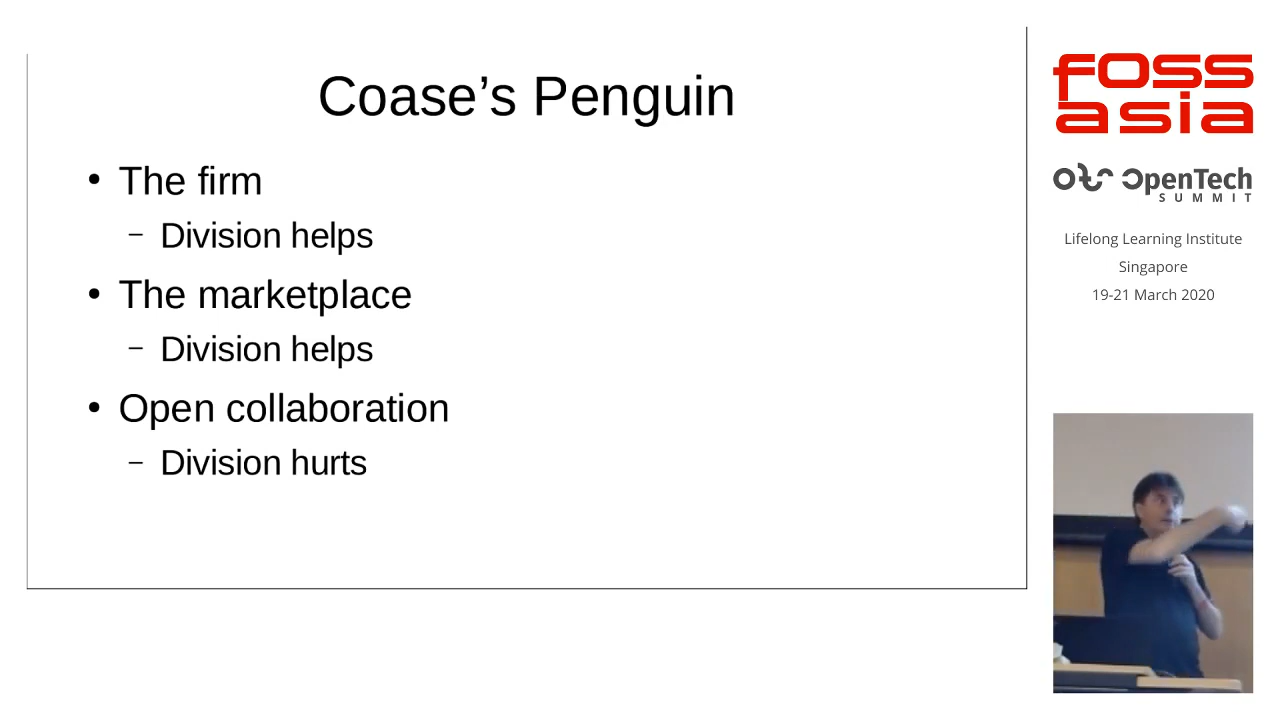 Coase’s Penguin
• The firm
– Division helps
• The marketplace
– Division helps
• Open collaboration
– Division hurts
foss
asia
OpenTech
SUMMIT
Lifelong Learning Institute
Singapore
19-21 March 2020